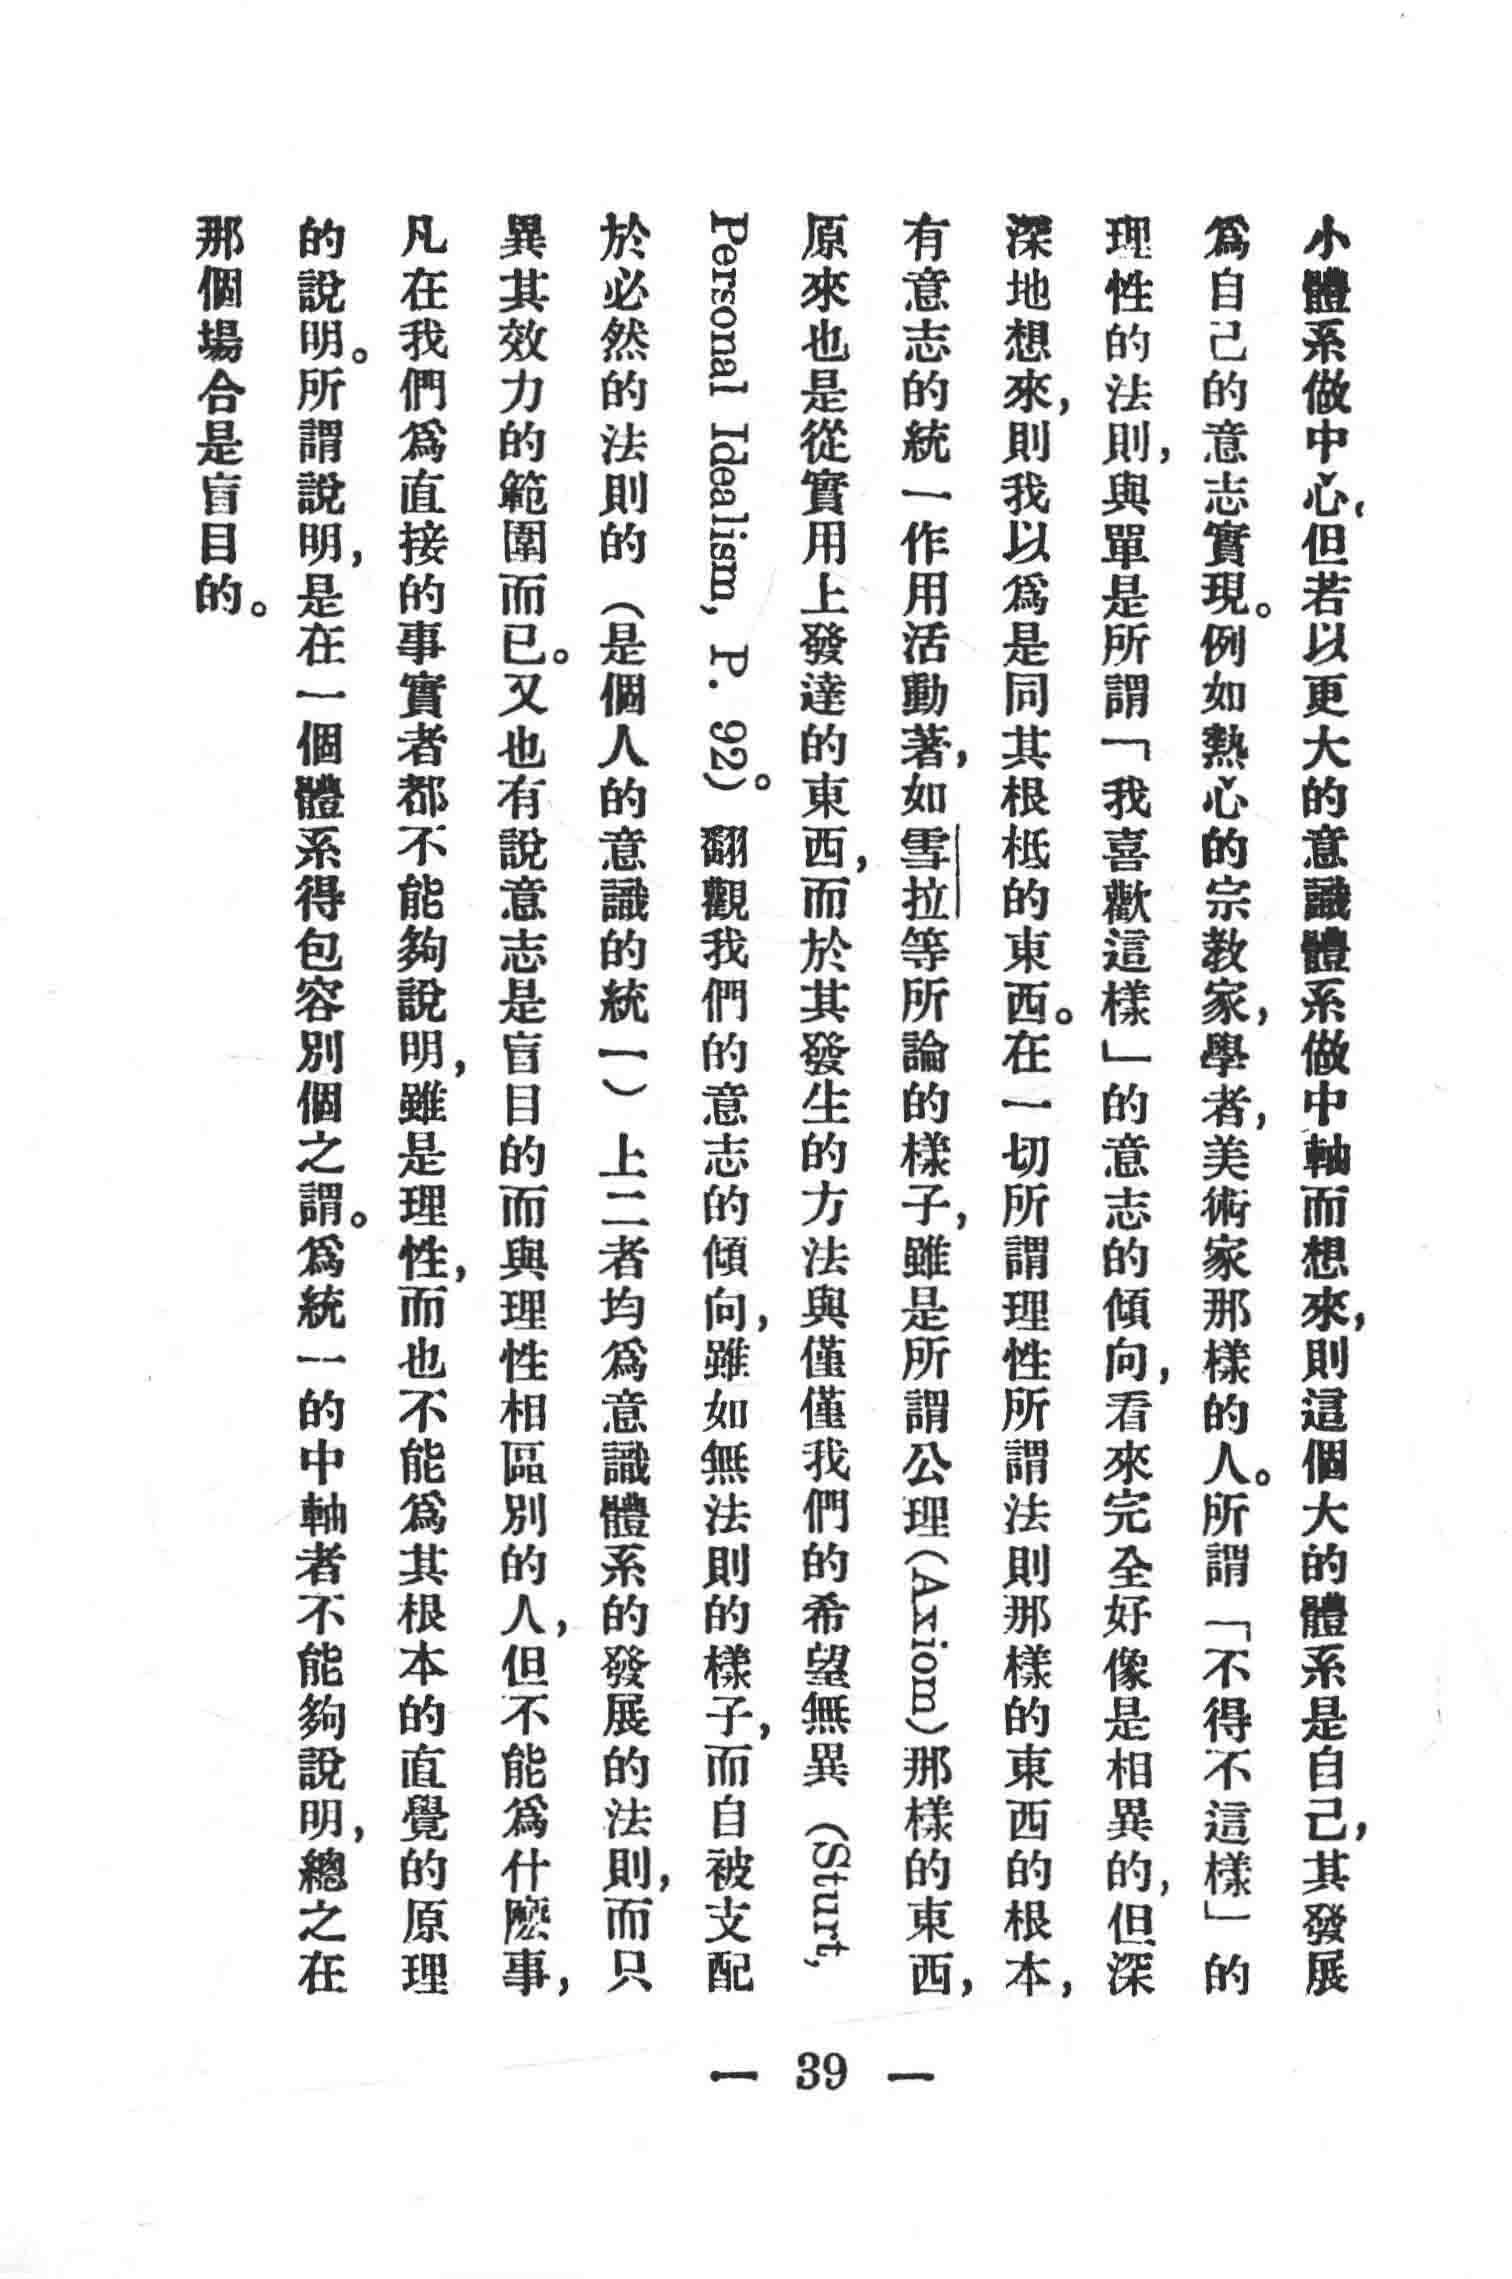 小體系做中心，但若以更大的意識體系做中軸而想來，則這個大的體系是自己，其發展
爲自己的意志實現。例如熱心的宗教家，學者，美術家那樣的人。所謂「不得不這樣」的
理性的法則，與單是所謂「我喜歡這樣」的意志的傾向，看來完全好像是相異的，但深
深地想來，則我以爲是同其根柢的東西。在一切所謂理性所謂法則那樣的東西的根本，
有意志的統一作用活動著，如雪拉等所論的樣子，雖是所謂公理（Axiom）那樣的東西，
原來也是從實用上發達的東西，而於其發生的方法與僅僅我們的希望無異（Sturt,
Personal Idealism, P. 92）。翻觀我們的意志的傾向，雖如無法則的樣子，而自被支配
於必然的法則的（是個人的意識的統一）上二者均爲意識體系的發展的法則，而只
異其效力的範圍而已。又也有說意志是盲目的而與理性相區別的人，但不能爲什麼事，
凡在我們爲直接的事實者都不能夠說明，雖是理性，而也不能爲其根本的直覺的原理
的說明。所謂說明，是在一個體系得包容別個之謂。爲統一的中軸者不能夠說明，總之在
那個場合是盲目的。
— 39 —